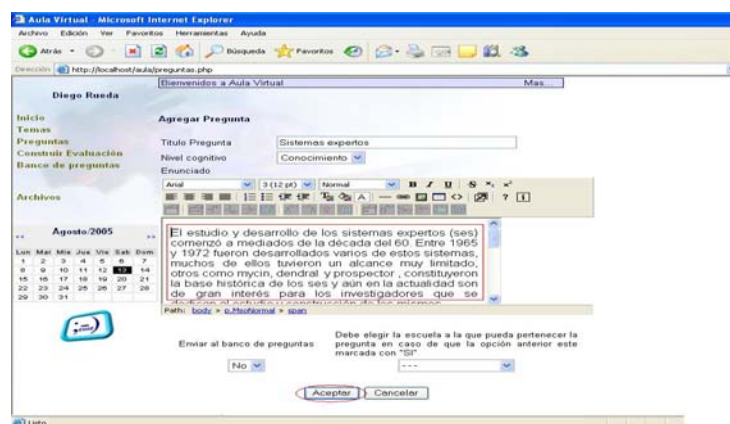 Aula Virtual - Microsoft Internet Explorer
Archivo Edición Ver Favoritos Herramientas Ayuda
Atrás Búsqueda Favoritos
Dirección http://localhost/aula/preguntas.php
Bienvenidos a Aula Virtual Mas...
Diego Rueda
Inicio
Temas
Preguntas
Construir Evaluación
Banco de preguntas
Archivos
<< Agosto/2005 >>
Lun Mar Mie Jue Vie Sab Dom
1 2 3 4 5 6 7
8 9 10 11 12 13 14
15 16 17 18 19 20 21
22 23 24 25 26 27 28
29 30 31
Agregar Pregunta
Titulo Pregunta Sistemas expertos
Nivel cognitivo Conocimiento
Enunciado
Arial 3 (12 pt) Normal B I U S x₂ x²
El estudio y desarrollo de los sistemas expertos (ses)
comenzó a mediados de la década del 60. Entre 1965
y 1972 fueron desarrollados varios de estos sistemas,
muchos de ellos tuvieron un alcance muy limitado,
otros como mycin, dendral y prospector , constituyeron
la base histórica de los ses y aún en la actualidad son
de gran interés para los investigadores que se
dedican al estudio y construcción de los mismos
Path: body > p.MsoNormal > span
Enviar al banco de preguntas
No
Debe elegir la escuela a la que pueda pertenecer la
pregunta en caso de que la opción anterior este
marcada con "SI"
---
Aceptar Cancelar
Listo